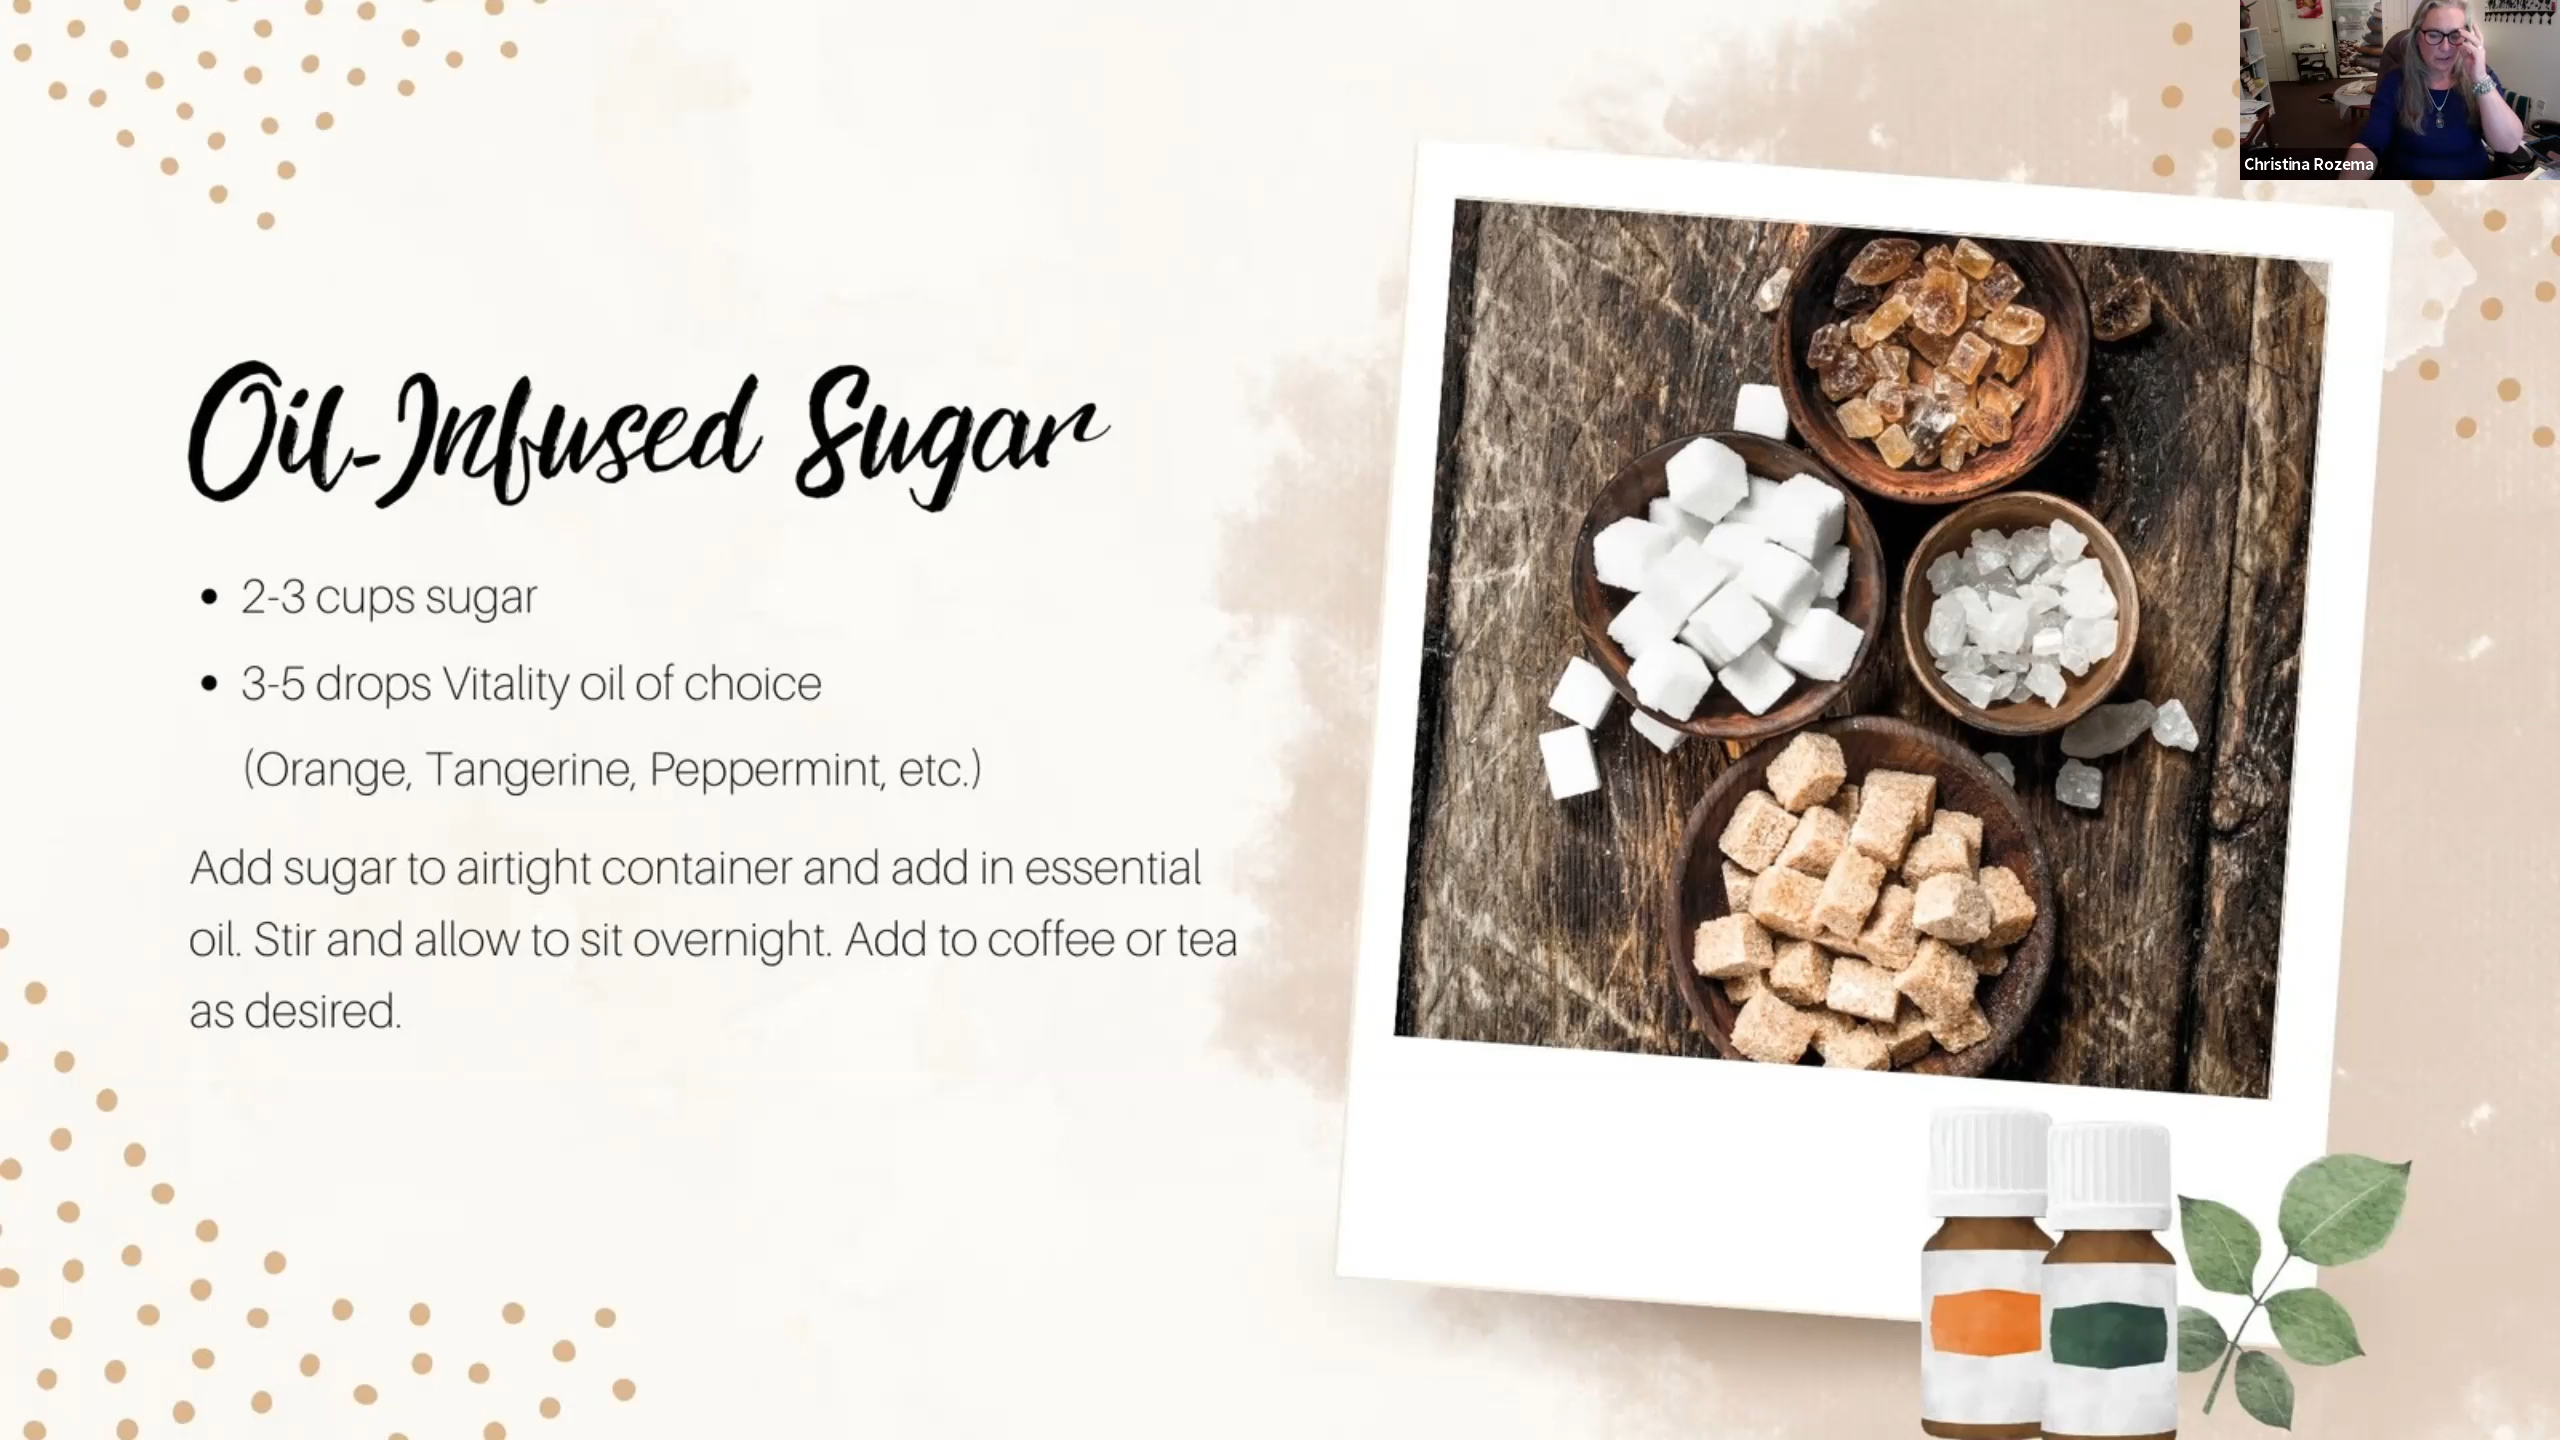 Christina Rozema
Oil-Infused Sugar
• 2-3 cups sugar
• 3-5 drops Vitality oil of choice
(Orange, Tangerine, Peppermint, etc.)
Add sugar to airtight container and add in essential
oil. Stir and allow to sit overnight. Add to coffee or tea
as desired.